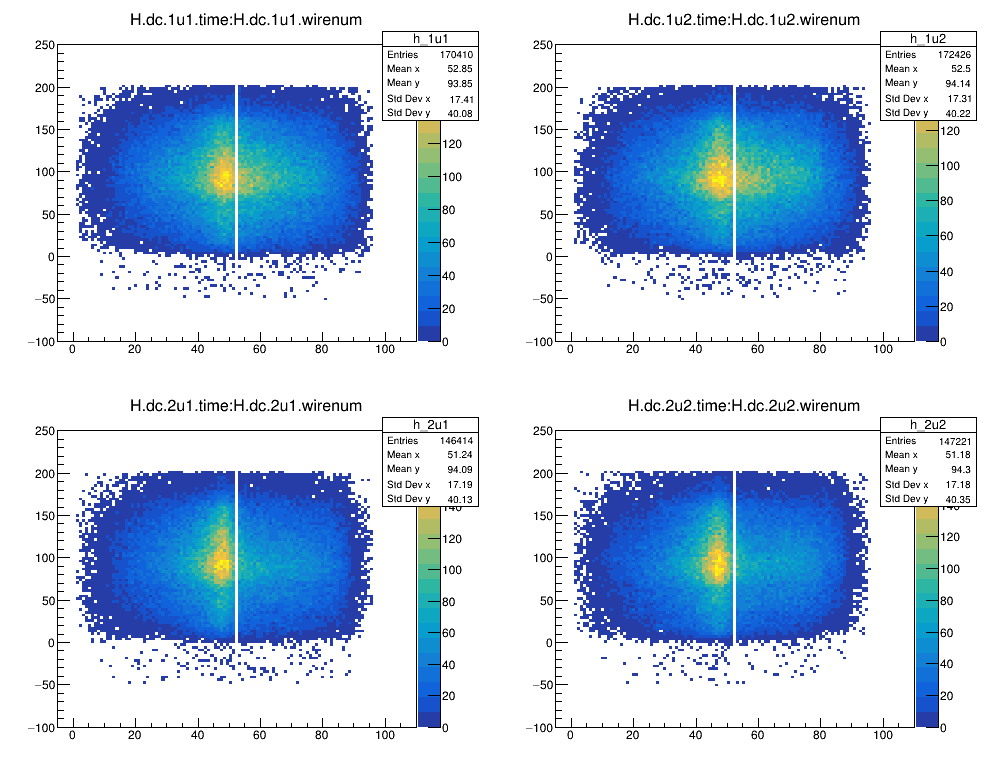 H.dc.1u1.time:H.dc.1u1.wirenum
h_1u1
Entries 170410
Mean x 52.85
Mean y 93.85
Std Dev x 17.41
Std Dev y 40.08
250
200
150
100
50
0
−50
−100
0 20 40 60 80 100
120
100
80
60
40
20
0
H.dc.1u2.time:H.dc.1u2.wirenum
h_1u2
Entries 172426
Mean x 52.5
Mean y 94.14
Std Dev x 17.31
Std Dev y 40.22
250
200
150
100
50
0
−50
−100
0 20 40 60 80 100
120
100
80
60
40
20
0
H.dc.2u1.time:H.dc.2u1.wirenum
h_2u1
Entries 146414
Mean x 51.24
Mean y 94.09
Std Dev x 17.19
Std Dev y 40.13
250
200
150
100
50
0
−50
−100
0 20 40 60 80 100
140
120
100
80
60
40
20
0
H.dc.2u2.time:H.dc.2u2.wirenum
h_2u2
Entries 147221
Mean x 51.18
Mean y 94.3
Std Dev x 17.18
Std Dev y 40.35
250
200
150
100
50
0
−50
−100
0 20 40 60 80 100
140
120
100
80
60
40
20
0